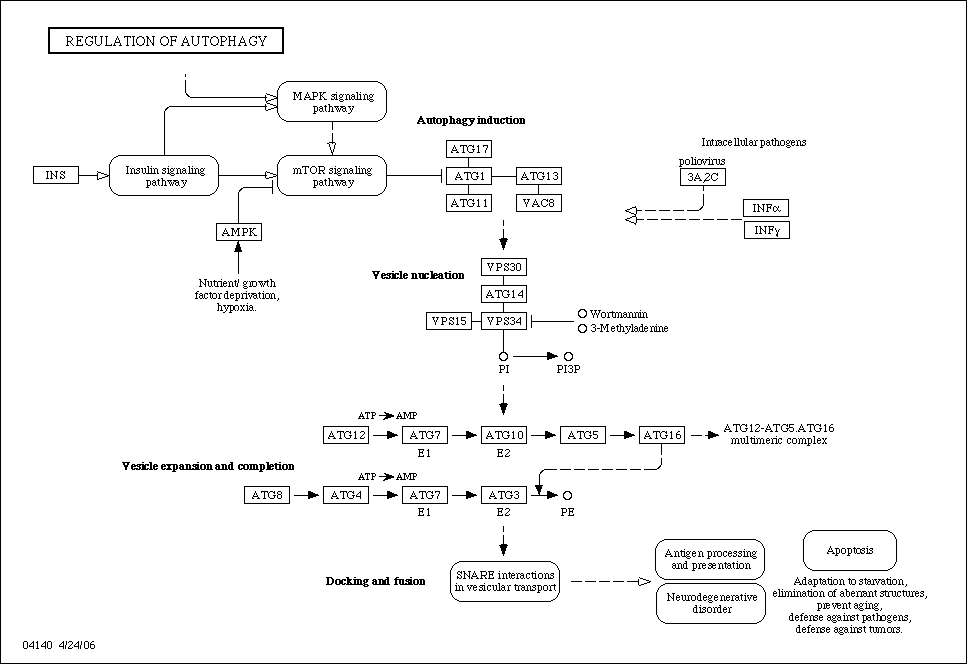 REGULATION OF AUTOPHAGY
MAPK signaling
pathway
Autophagy induction
Intracellular pathogens
ATG17
poliovirus
INS
Insulin signaling
pathway
mTOR signaling
pathway
ATG1
ATG13
3A,2C
ATG11
VAC8
INFα
AMPK
INFγ
Nutrient/ growth
factor deprivation,
hypoxia.
Vesicle nucleation
VPS30
ATG14
VPS15
VPS34
Wortmannin
3-Methyladenine
PI
PI3P
ATP
AMP
ATG12
ATG7
ATG10
ATG5
ATG16
ATG12-ATG5.ATG16
multimeric complex
E1
E2
Vesicle expansion and completion
ATP
AMP
ATG8
ATG4
ATG7
ATG3
E1
E2
PE
Docking and fusion
SNARE interactions
in vesicular transport
Antigen processing
and presentation
Neurodegenerative
disorder
Apoptosis
Adaptation to starvation,
elimination of aberrant structures,
prevent aging,
defense against pathogens,
defense against tumors.
04140 4/24/06